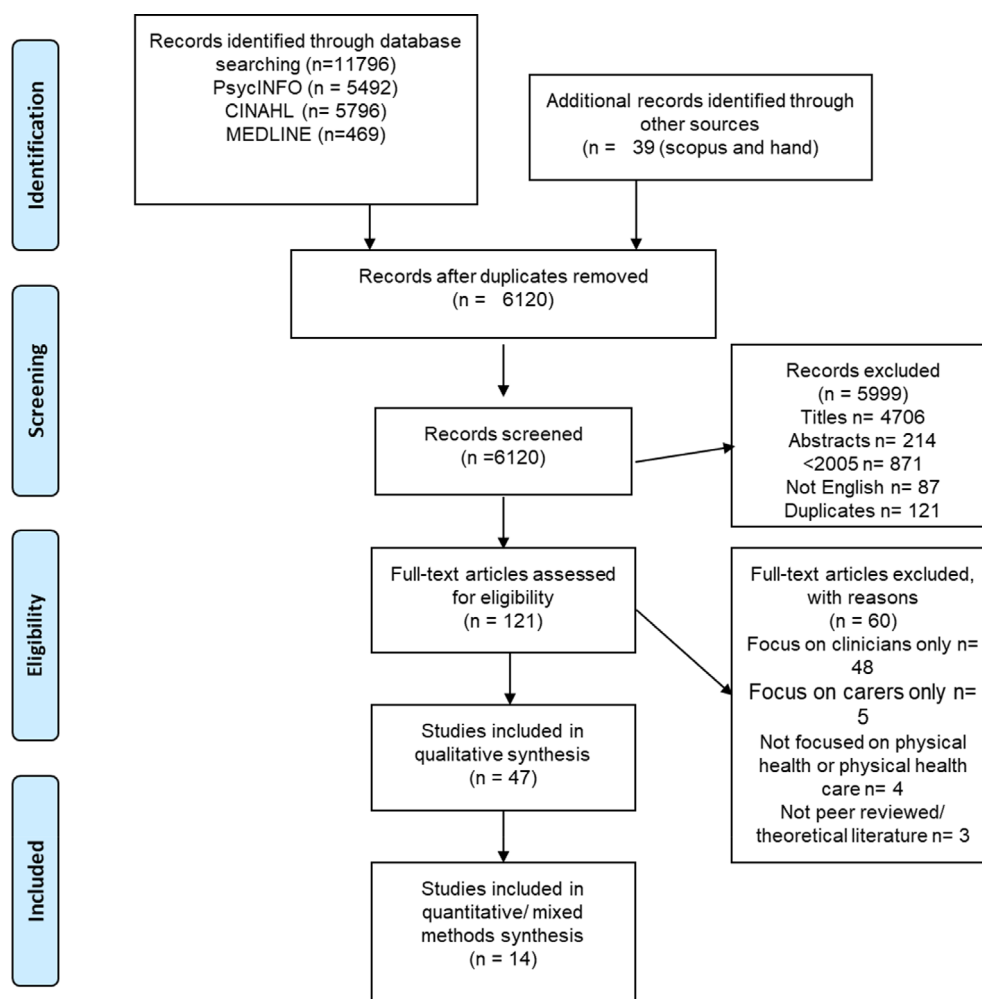 Identification
Records identified through database
searching (n=11796)
PsycINFO (n = 5492)
CINAHL (n= 5796)
MEDLINE (n=469)
Additional records identified through
other sources
(n = 39 (scopus and hand)
Records after duplicates removed
(n = 6120)
Screening
Records screened
(n =6120)
Records excluded
(n = 5999)
Titles n= 4706
Abstracts n= 214
<2005 n= 871
Not English n= 87
Duplicates n= 121
Eligibility
Full-text articles assessed
for eligibility
(n = 121)
Full-text articles excluded,
with reasons
(n = 60)
Focus on clinicians only n=
48
Focus on carers only n=
5
Not focused on physical
health or physical health
care n= 4
Not peer reviewed/
theoretical literature n= 3
Studies included in
qualitative synthesis
(n = 47)
Included
Studies included in
quantitative/ mixed
methods synthesis
(n = 14)